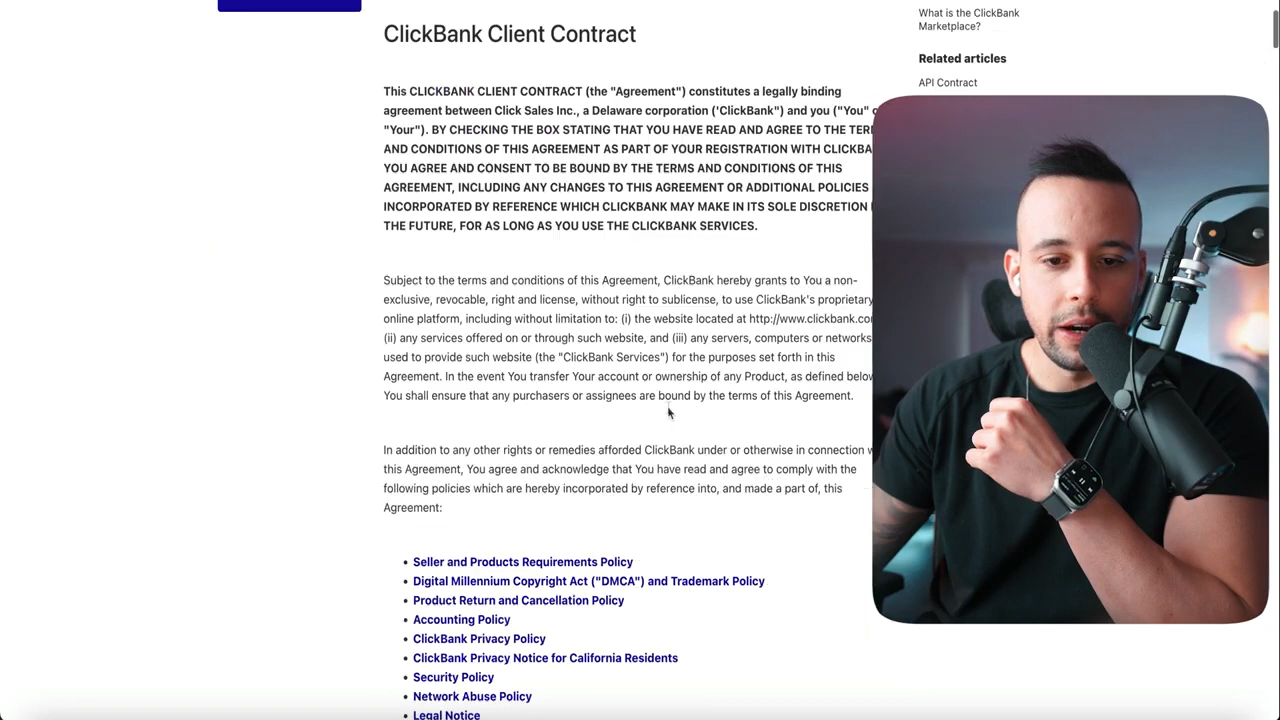 ClickBank Client Contract
This CLICKBANK CLIENT CONTRACT (the "Agreement") constitutes a legally binding
agreement between Click Sales Inc., a Delaware corporation ('ClickBank") and you ("You"
"Your"). BY CHECKING THE BOX STATING THAT YOU HAVE READ AND AGREE TO THE
AND CONDITIONS OF THIS AGREEMENT AS PART OF YOUR REGISTRATION WITH
YOU AGREE AND CONSENT TO BE BOUND BY THE TERMS AND CONDITIONS OF THIS
AGREEMENT, INCLUDING ANY CHANGES TO THIS AGREEMENT OR ADDITIONAL POLICIES
INCORPORATED BY REFERENCE WHICH CLICKBANK MAY MAKE IN ITS SOLE DISCRETION
THE FUTURE, FOR AS LONG AS YOU USE THE CLICKBANK SERVICES.
Subject to the terms and conditions of this Agreement, ClickBank hereby grants to You a non-
exclusive, revocable, right and license, without right to sublicense, to use ClickBank's proprietary
online platform, including without limitation to: (i) the website located at http://www.clickbank.co
(ii) any services offered on or through such website, and (iii) any servers, computers or networks
used to provide such website (the "ClickBank Services") for the purposes set forth in this
Agreement. In the event You transfer Your account or ownership of any Product, as defined below
You shall ensure that any purchasers or assignees are bound by the terms of this Agreement.
In addition to any other rights or remedies afforded ClickBank under or otherwise in connection
this Agreement, You agree and acknowledge that You have read and agree to comply with the
following policies which are hereby incorporated by reference into, and made a part of, this
Agreement:
• Seller and Products Requirements Policy
• Digital Millennium Copyright Act ("DMCA") and Trademark Policy
• Product Return and Cancellation Policy
• Accounting Policy
• ClickBank Privacy Policy
• ClickBank Privacy Notice for California Residents
• Security Policy
• Network Abuse Policy
• Legal Notice
What is the ClickBank
Marketplace?
Related articles
API Contract